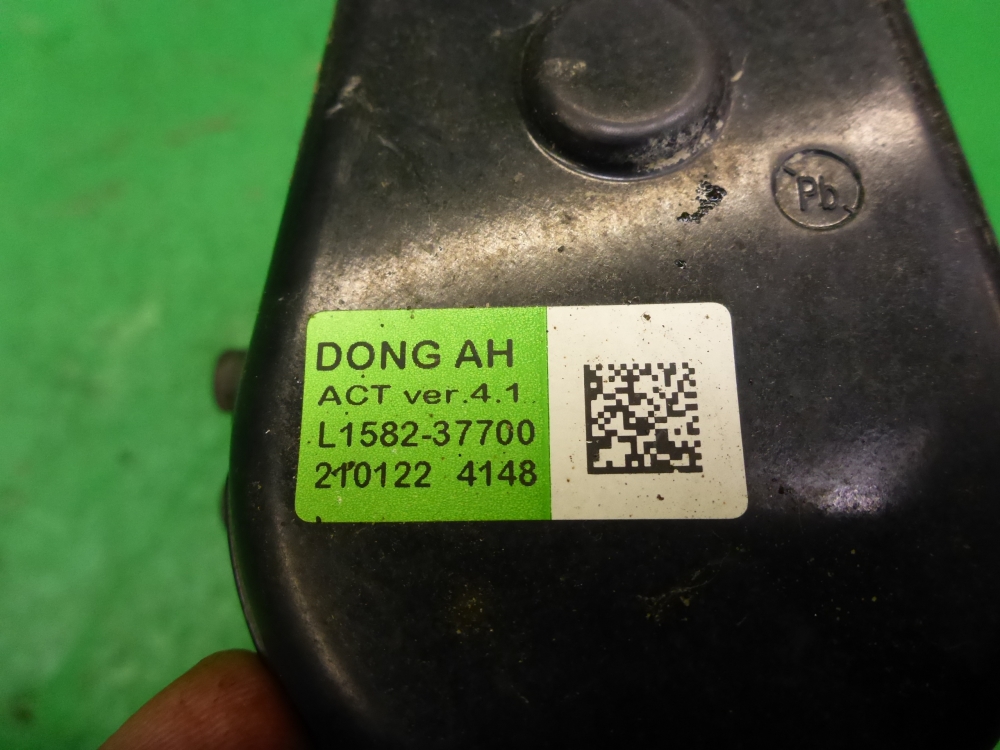 Pb
DONG AH
ACT ver.4.1
L1582-37700
210122 4148